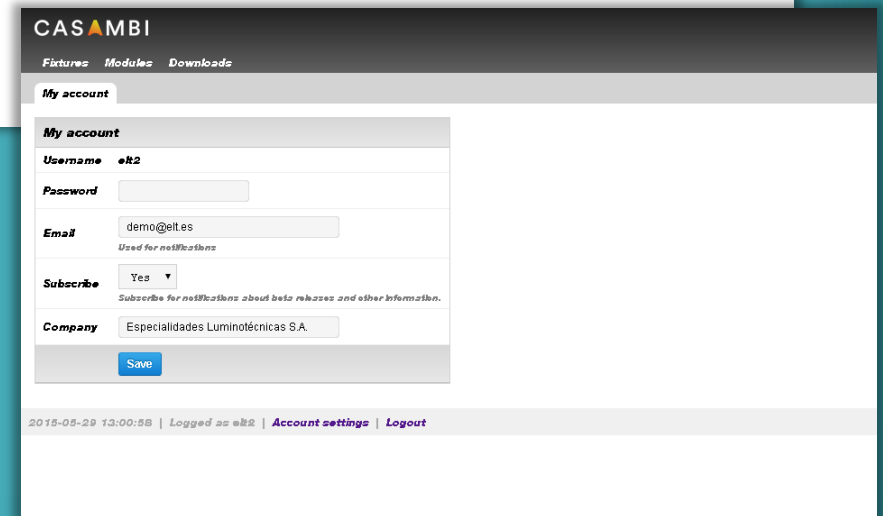 CASAMBI
Fixtures Modules Downloads
My account
My account
Username elt2
Password
Email demo@elt.es
Used for notifications
Subscribe Yes
Subscribe for notifications about beta releases and other information.
Company Especialidades Luminotécnicas S.A.
Save
2015-05-29 13:00:58 | Logged as elt2 | Account settings | Logout